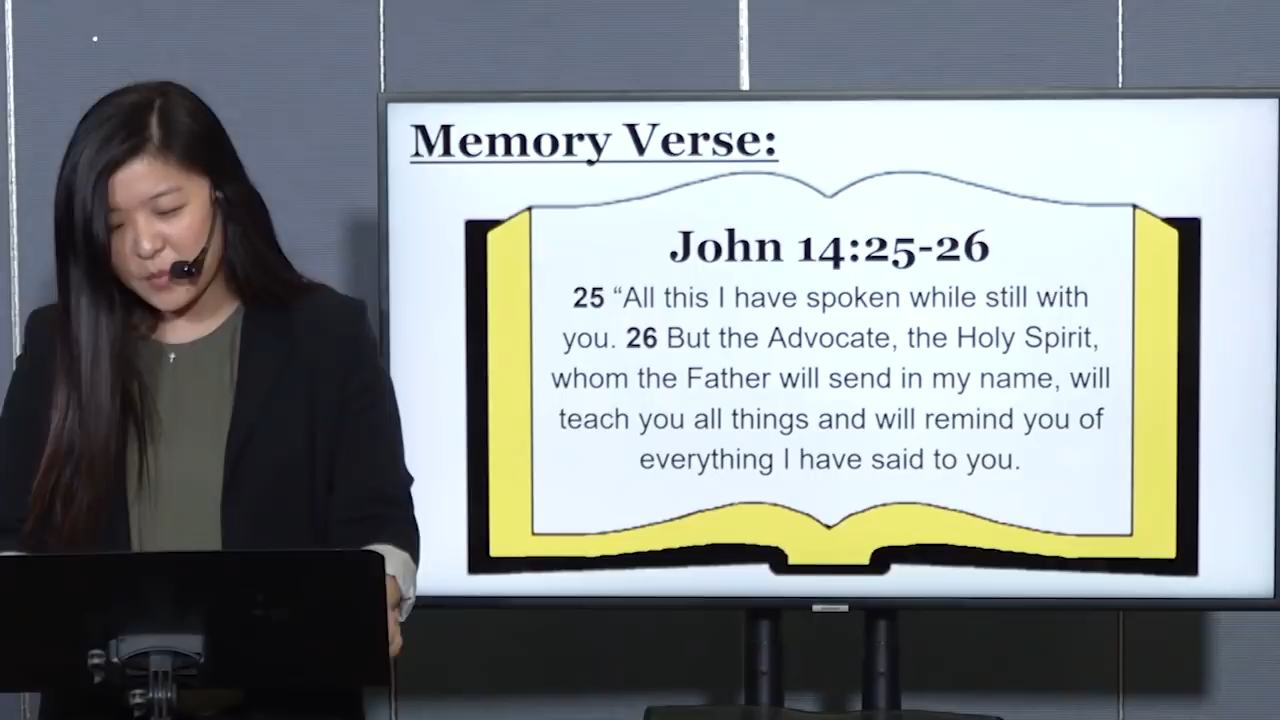 Memory Verse:
John 14:25-26
25 “All this I have spoken while still with
you. 26 But the Advocate, the Holy Spirit,
whom the Father will send in my name, will
teach you all things and will remind you of
everything I have said to you.